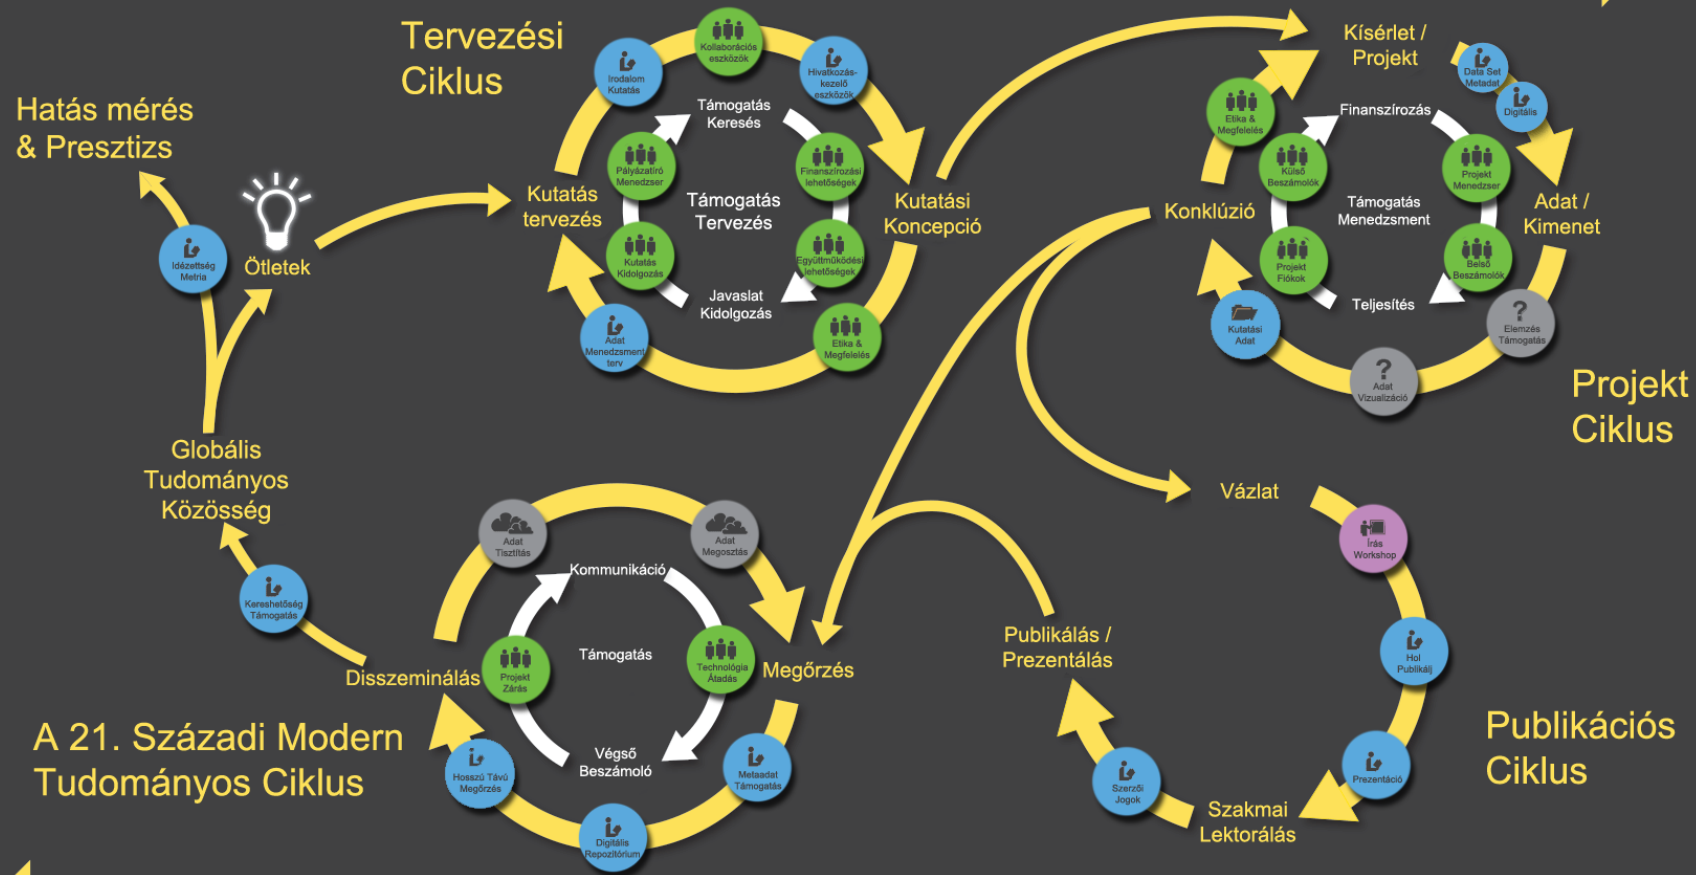 Tervezési
Ciklus
Kollaborációs
eszközök
Irodalom
Kutatás
Hivatkozás-
kezelő
eszközök
Támogatás
Keresés
Pályázatíró
Menedzser
Finanszírozási
lehetőségek
Kutatás
tervezés
Támogatás
Tervezés
Kutatási
Koncepció
Kutatás
Kidolgozás
Együttműködési
lehetőségek
Javaslat
Kidolgozás
Adat
Menedzsment
terv
Etika &
Megfelelés
Hatás mérés
& Presztizs
Idézettség
Metria
Ötletek
Globális
Tudományos
Közösség
Kereshetőség
Támogatás
Kísérlet /
Projekt
Data Set
Metadat
Digitális
Etika &
Megfelelés
Finanszírozás
Külső
Beszámolók
Projekt
Menedzser
Konklúzió
Támogatás
Menedzsment
Adat /
Kimenet
Projekt
Fiókok
Belső
Beszámolók
Teljesítés
Kutatási
Adat
?
Elemzés
Támogatás
?
Adat
Vizualizáció
Projekt
Ciklus
Adat
Tisztítás
Adat
Megosztás
Kommunikáció
Támogatás
Projekt
Zárás
Technológia
Átadás
Disszeminálás
Megőrzés
Végső
Beszámoló
Hosszú Távú
Megőrzés
Metaadat
Támogatás
Digitális
Repozitórium
A 21. Századi Modern
Tudományos Ciklus
Vázlat
Írás
Workshop
Publikálás /
Prezentálás
Hol
Publikálj
Szerzői
Jogok
Prezentáció
Szakmai
Lektorálás
Publikációs
Ciklus